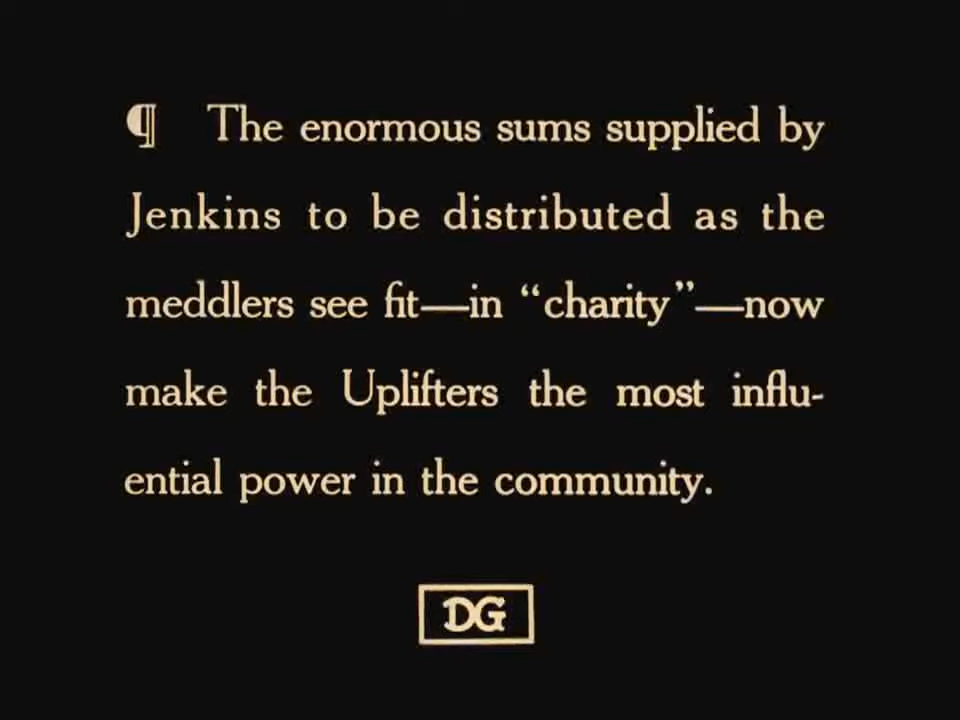 ¶ The enormous sums supplied by
Jenkins to be distributed as the
meddlers see fit—in “charity”—now
make the Uplifters the most influ-
ential power in the community.
DG